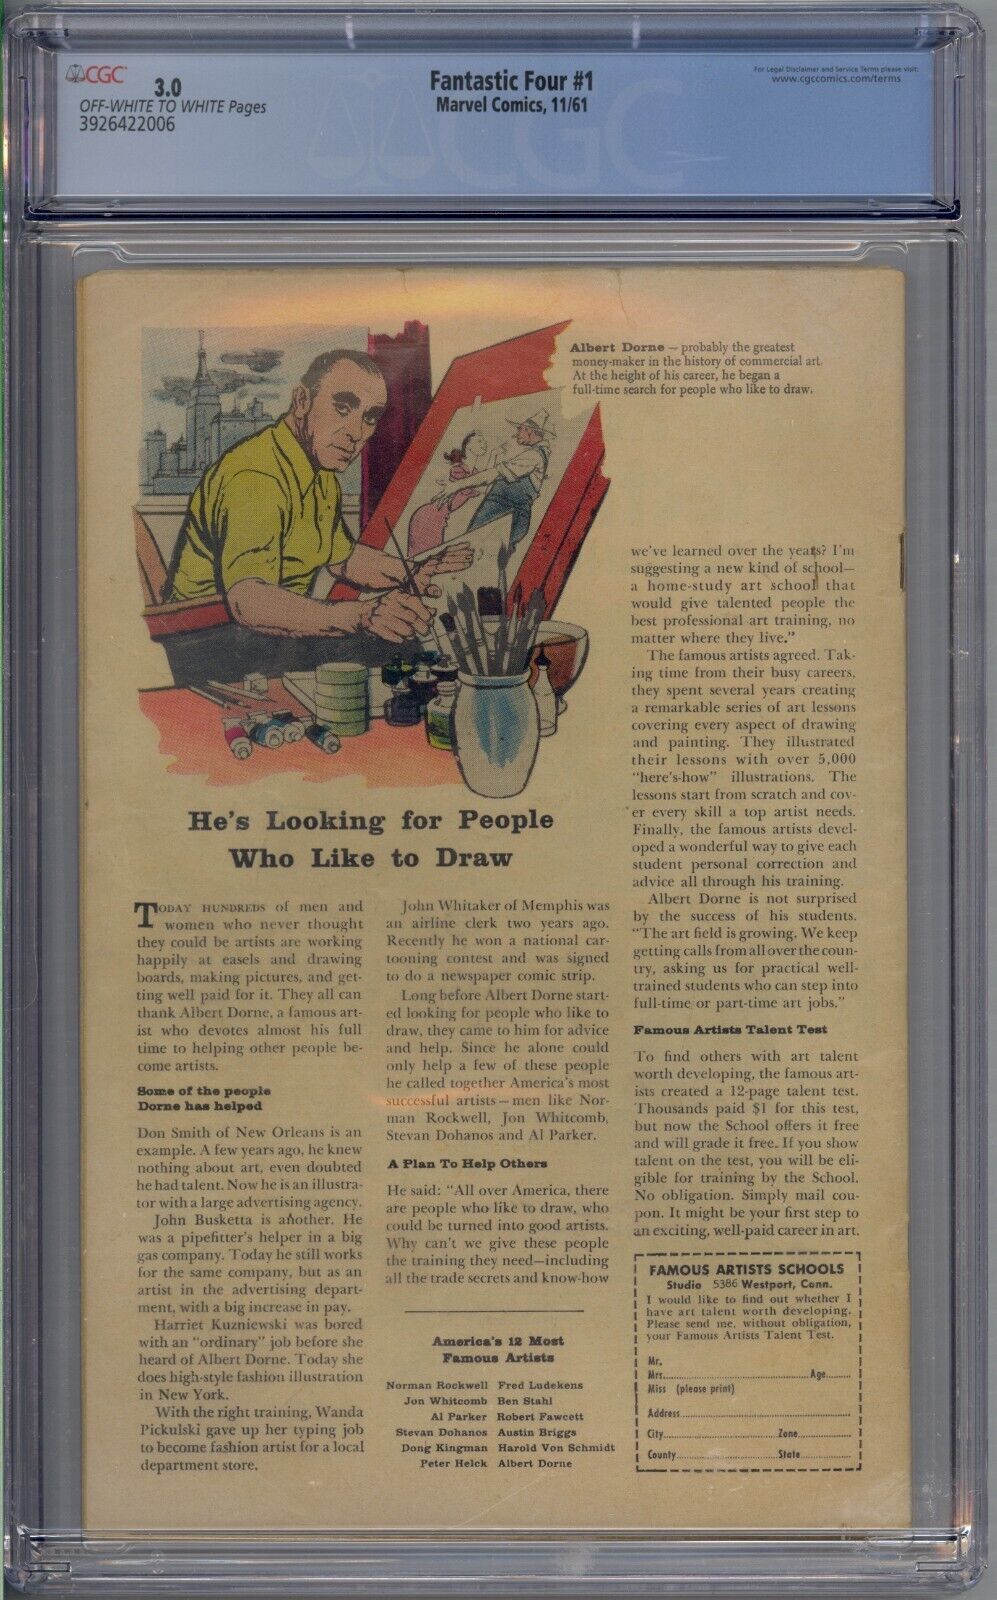 CGC
3.0
OFF-WHITE TO WHITE Pages
3926422006
Fantastic Four #1
Marvel Comics, 11/61
For Legal Disclaimer and Service Terms please visit:
www.cgccomics.com/terms
CGC
Albert Dorne — probably the greatest
money-maker in the history of commercial art.
At the height of his career, he began a
full-time search for people who like to draw.
He's Looking for People
Who Like to Draw
TODAY HUNDREDS of men and
women who never thought
they could be artists are working
happily at easels and drawing
boards, making pictures, and get-
ting well paid for it. They all can
thank Albert Dorne, a famous art-
ist who devotes almost his full
time to helping other people be-
come artists.
Some of the people
Dorne has helped
Don Smith of New Orleans is an
example. A few years ago, he knew
nothing about art, even doubted
he had talent. Now he is an illustra-
tor with a large advertising agency.
John Busketta is another. He
was a pipefitter's helper in a big
gas company. Today he still works
for the same company, but as an
artist in the advertising depart-
ment, with a big increase in pay.
Harriet Kuzniewski was bored
with an "ordinary" job before she
heard of Albert Dorne. Today she
does high-style fashion illustration
in New York.
With the right training, Wanda
Pickulski gave up her typing job
to become fashion artist for a local
department store.
John Whitaker of Memphis was
an airline clerk two years ago.
Recently he won a national car-
tooning contest and was signed
to do a newspaper comic strip.
Long before Albert Dorne start-
ed looking for people who like to
draw, they came to him for advice
and help. Since he alone could
only help a few of these people
he called together America's most
successful artists—men like Nor-
man Rockwell, Jon Whitcomb,
Stevan Dohanos and Al Parker.
A Plan To Help Others
He said: "All over America, there
are people who like to draw, who
could be turned into good artists.
Why can't we give these people
the training they need—including
all the trade secrets and know-how
America's 12 Most
Famous Artists
Norman Rockwell Fred Ludekens
Jon Whitcomb Ben Stahl
Al Parker Robert Fawcett
Stevan Dohanos Austin Briggs
Dong Kingman Harold Von Schmidt
Peter Helck Albert Dorne
we've learned over the years? I'm
suggesting a new kind of school—
a home-study art school that
would give talented people the
best professional art training, no
matter where they live."
The famous artists agreed. Tak-
ing time from their busy careers,
they spent several years creating
a remarkable series of art lessons
covering every aspect of drawing
and painting. They illustrated
their lessons with over 5,000
"here's-how" illustrations. The
lessons start from scratch and cov-
er every skill a top artist needs.
Finally, the famous artists devel-
oped a wonderful way to give each
student personal correction and
advice all through his training.
Albert Dorne is not surprised
by the success of his students.
"The art field is growing. We keep
getting calls from all over the coun-
try, asking us for practical well-
trained students who can step into
full-time or part-time art jobs."
Famous Artists Talent Test
To find others with art talent
worth developing, the famous art-
ists created a 12-page talent test.
Thousands paid $1 for this test,
but now the School offers it free
and will grade it free. If you show
talent on the test, you will be eli-
gible for training by the School.
No obligation. Simply mail cou-
pon. It might be your first step to
an exciting, well-paid career in art.
FAMOUS ARTISTS SCHOOLS
Studio 5386 Westport, Conn.
I would like to find out whether I
have art talent worth developing.
Please send me, without obligation,
your Famous Artists Talent Test.
Mr.
Mrs. Age
Miss (please print)
Address
City Zone
County State